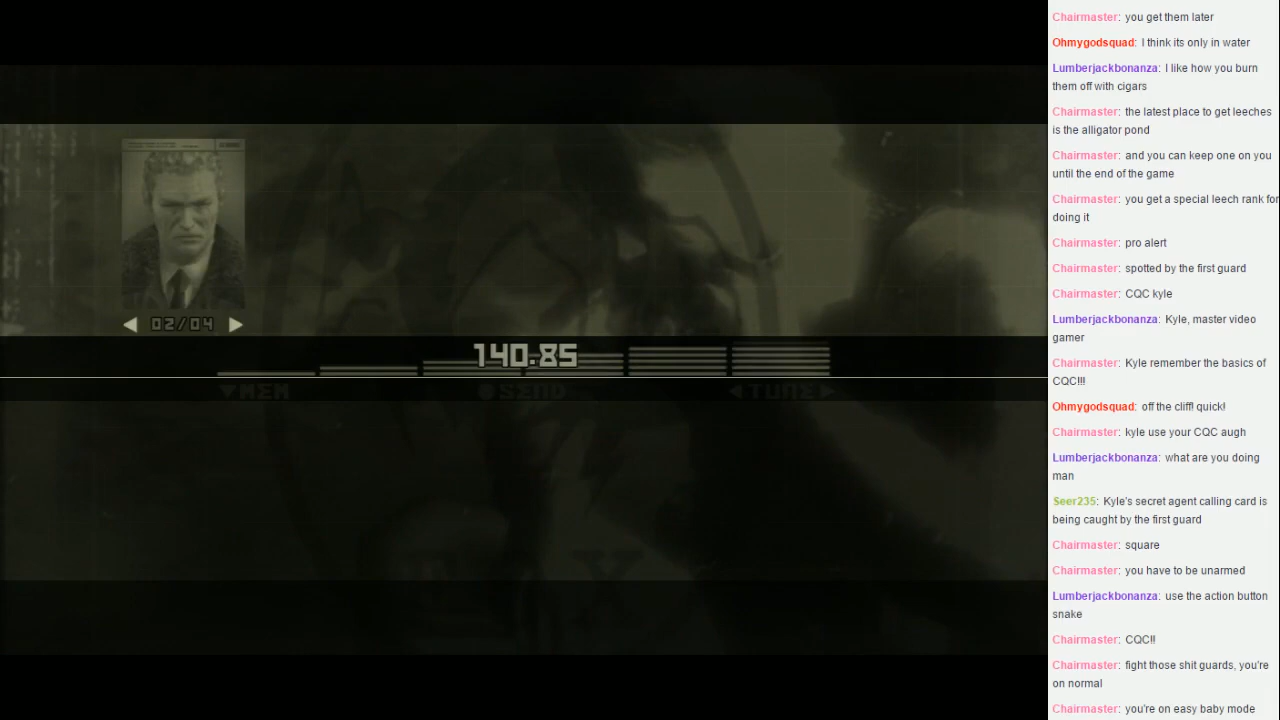 02/04
140.85
▼MEM
●SEND
◀TUNE▶
Chairmaster: you get them later
Ohmygodsquad: I think its only in water
Lumberjackbonanza: I like how you burn
them off with cigars
Chairmaster: the latest place to get leeches
is the alligator pond
Chairmaster: and you can keep one on you
until the end of the game
Chairmaster: you get a special leech rank for
doing it
Chairmaster: pro alert
Chairmaster: spotted by the first guard
Chairmaster: CQC kyle
Lumberjackbonanza: Kyle, master video
gamer
Chairmaster: Kyle remember the basics of
CQC!!!
Ohmygodsquad: off the cliff! quick!
Chairmaster: kyle use your CQC augh
Lumberjackbonanza: what are you doing
man
Seer235: Kyle's secret agent calling card is
being caught by the first guard
Chairmaster: square
Chairmaster: you have to be unarmed
Lumberjackbonanza: use the action button
snake
Chairmaster: CQC!!
Chairmaster: fight those shit guards, you're
on normal
Chairmaster: you're on easy baby mode